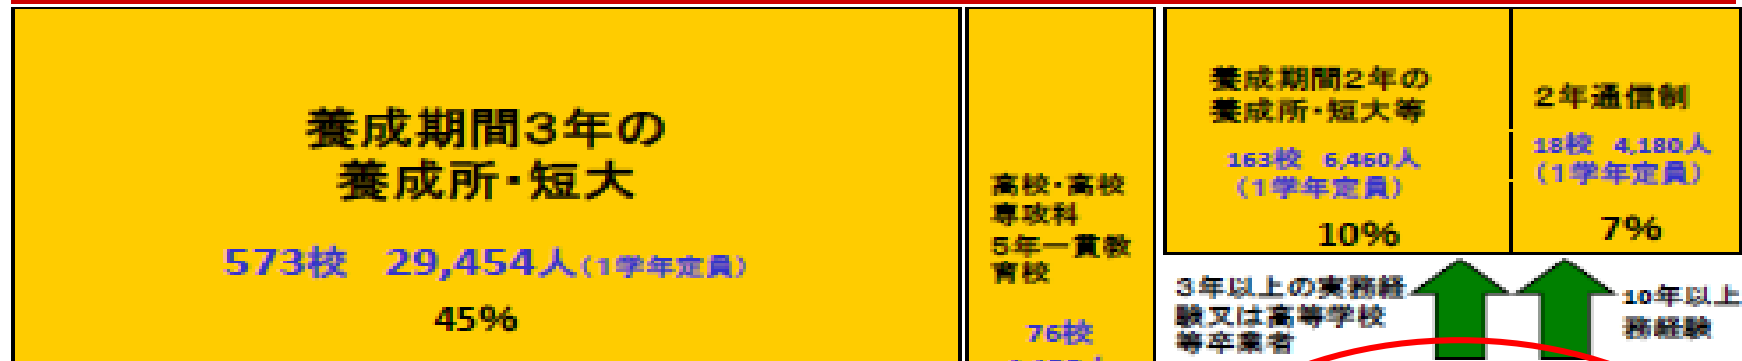 養成期間3年の
養成所・短大
573校 29,454人(1学年定員)
45%
高校・高校
専攻科
5年一貫教
育校
76校
養成期間2年の
養成所・短大等
163校 6,460人
(1学年定員)
10%
2年通信制
18校 4,180人
(1学年定員)
7%
3年以上の実務経
験又は高等学校
等卒業者
10年以上
務経験